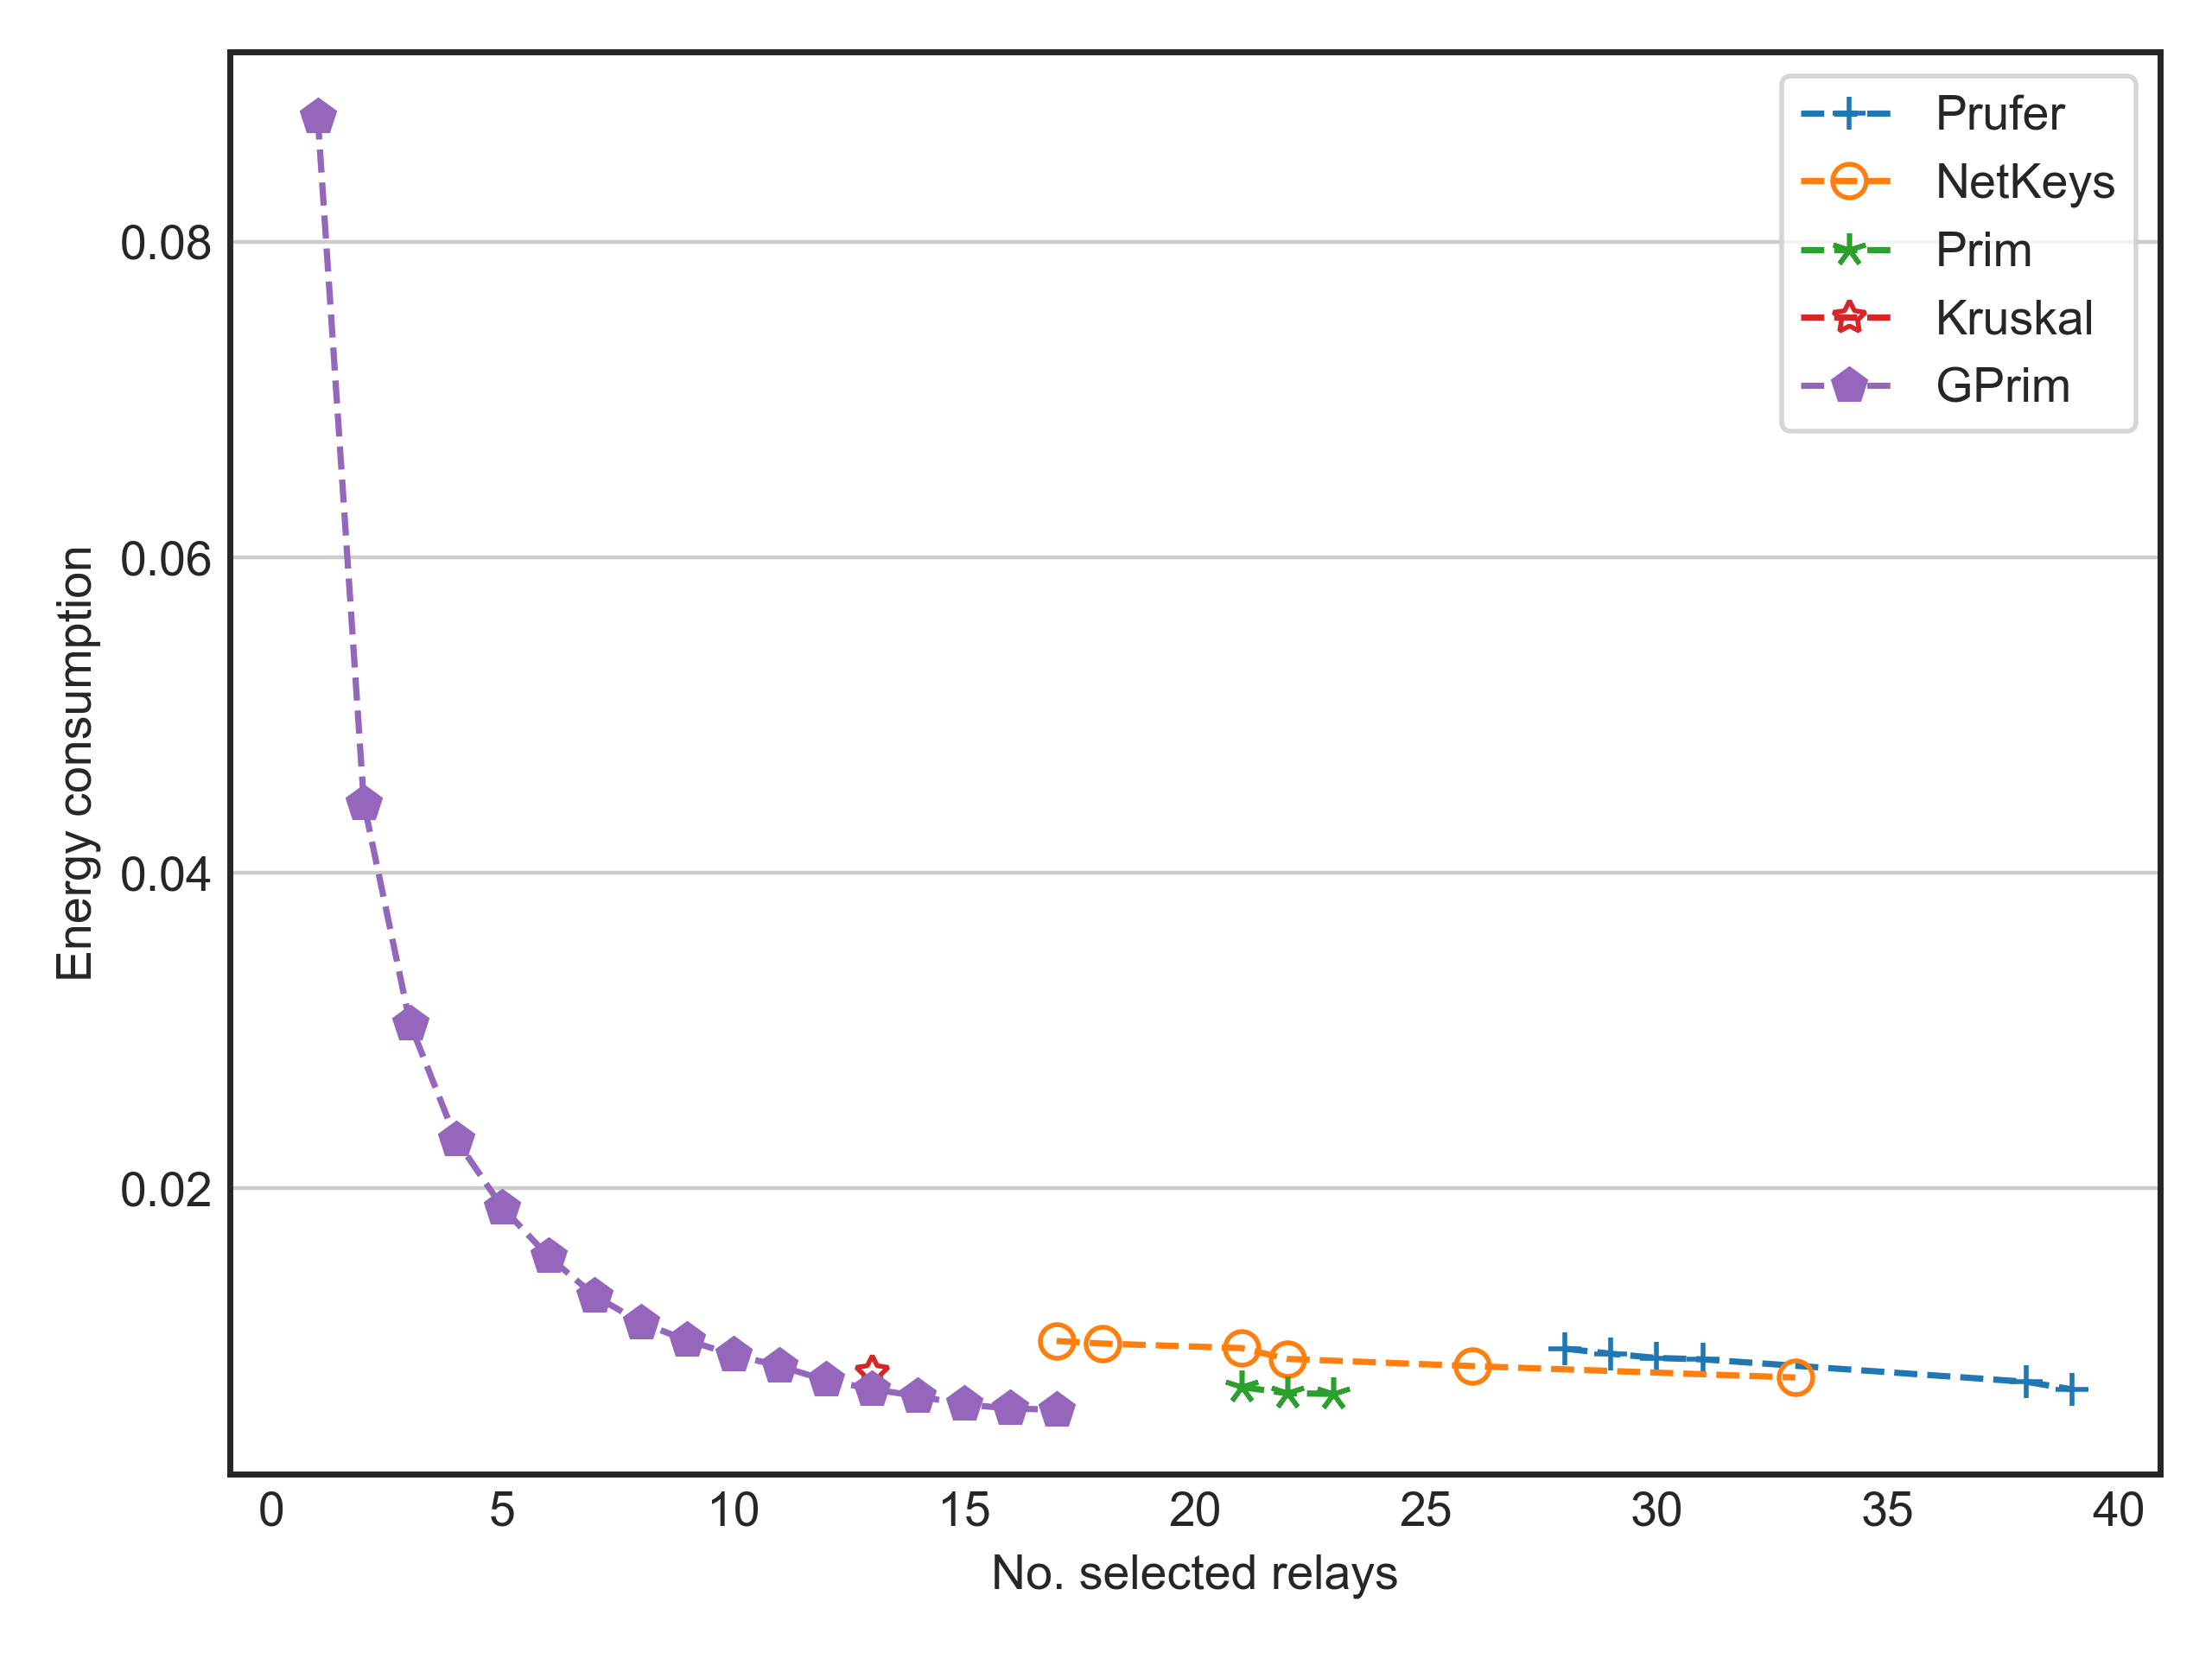 Prufer
NetKeys
Prim
Kruskal
GPrim
Energy consumption
0.08
0.06
0.04
0.02
0 5 10 15 20 25 30 35 40
No. selected relays